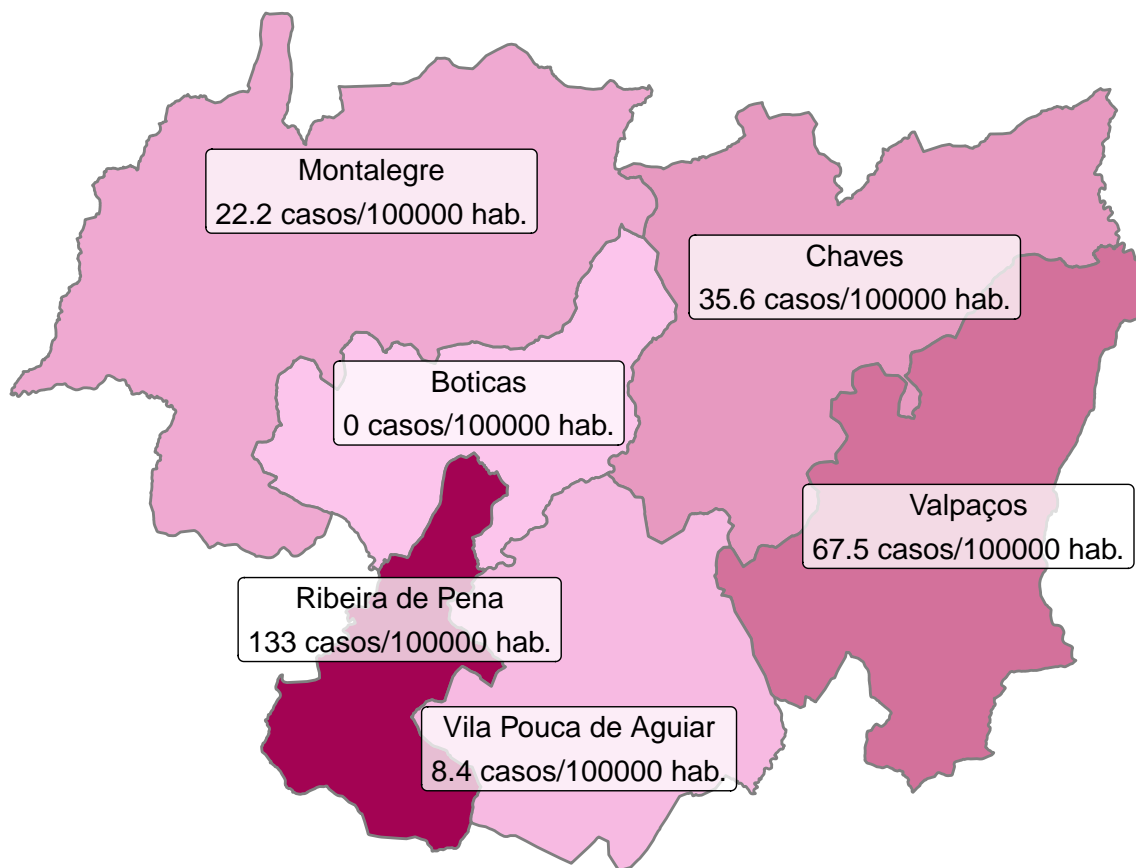 Montalegre
22.2 casos/100000 hab.
Chaves
35.6 casos/100000 hab.
Boticas
0 casos/100000 hab.
Valpaços
67.5 casos/100000 hab.
Ribeira de Pena
133 casos/100000 hab.
Vila Pouca de Aguiar
8.4 casos/100000 hab.